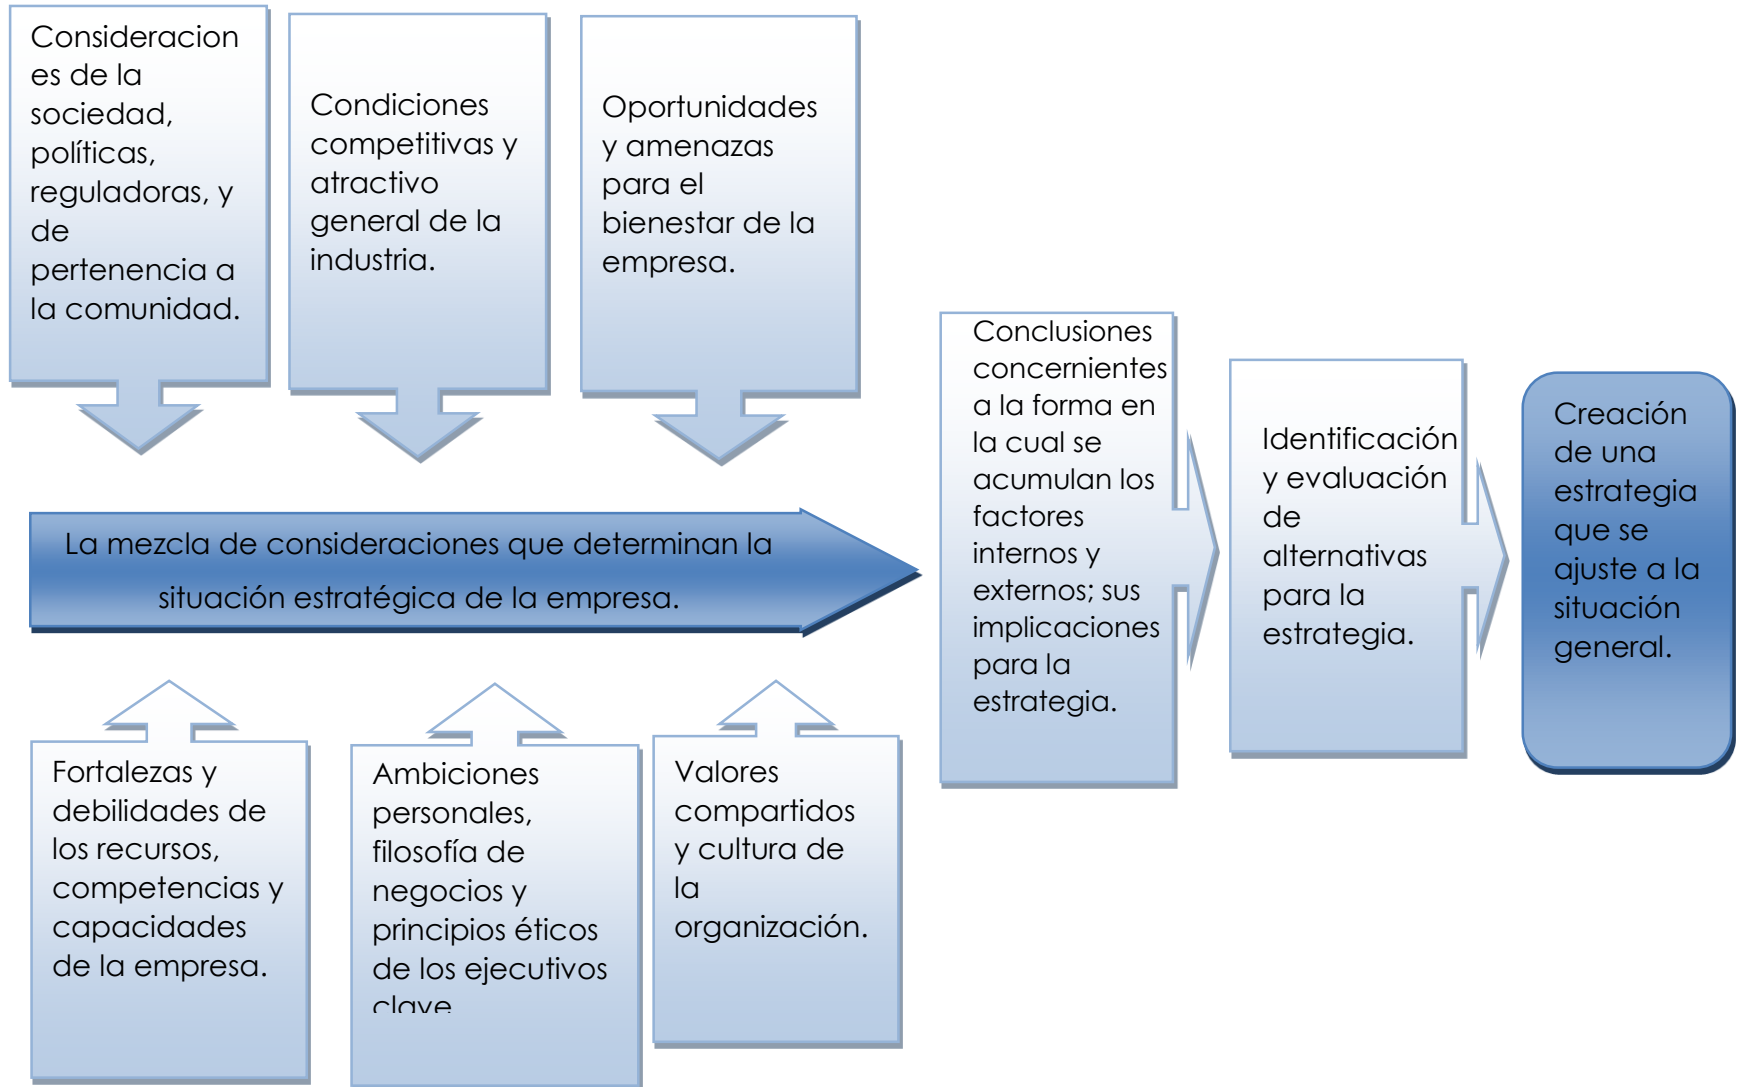 Consideracion
es de la
sociedad,
políticas,
reguladoras, y
de
pertenencia a
la comunidad.
Condiciones
competitivas y
atractivo
general de la
industria.
Oportunidades
y amenazas
para el
bienestar de la
empresa.
La mezcla de consideraciones que determinan la
situación estratégica de la empresa.
Fortalezas y
debilidades de
los recursos,
competencias y
capacidades
de la empresa.
Ambiciones
personales,
filosofía de
negocios y
principios éticos
de los ejecutivos
clave
Valores
compartidos
y cultura de
la
organización.
Conclusiones
concernientes
a la forma en
la cual se
acumulan los
factores
internos y
externos; sus
implicaciones
para la
estrategia.
Identificación
y evaluación
de
alternativas
para la
estrategia.
Creación
de una
estrategia
que se
ajuste a la
situación
general.